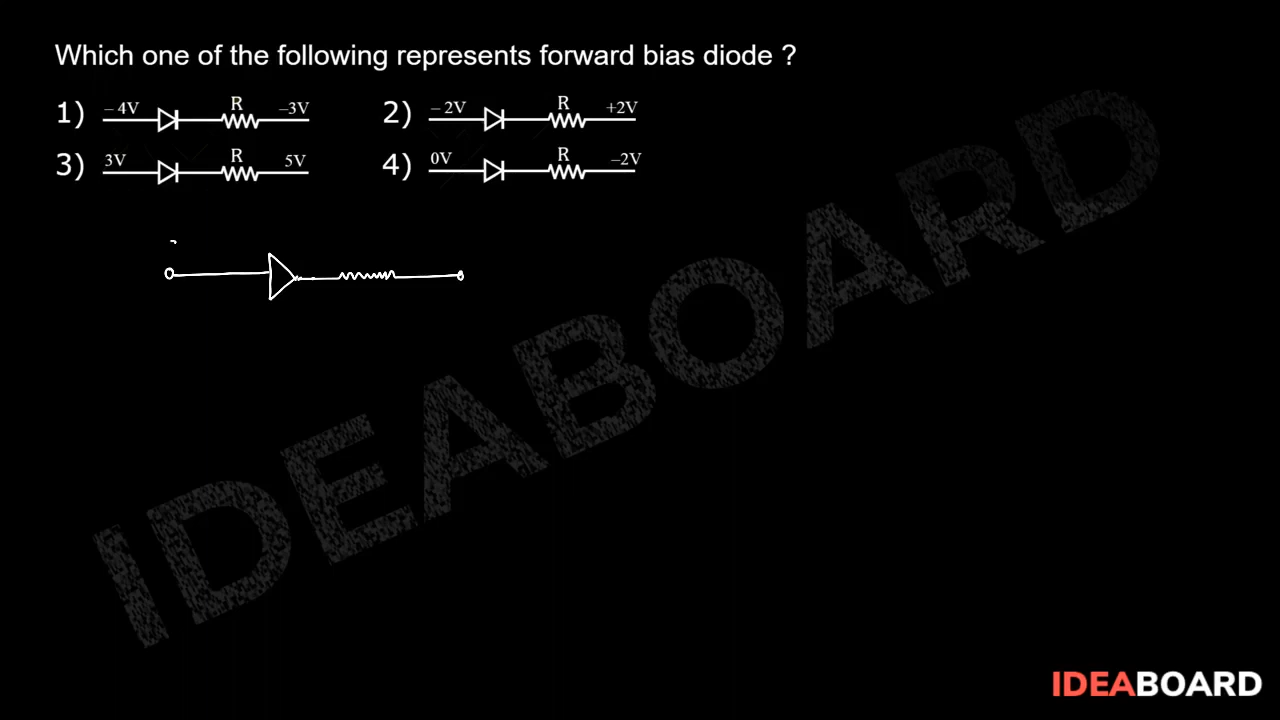 Which one of the following represents forward bias diode ?
1) –4V R –3V 2) –2V R +2V
3) 3V R 5V 4) 0V R –2V
IDEABOARD
IDEABOARD